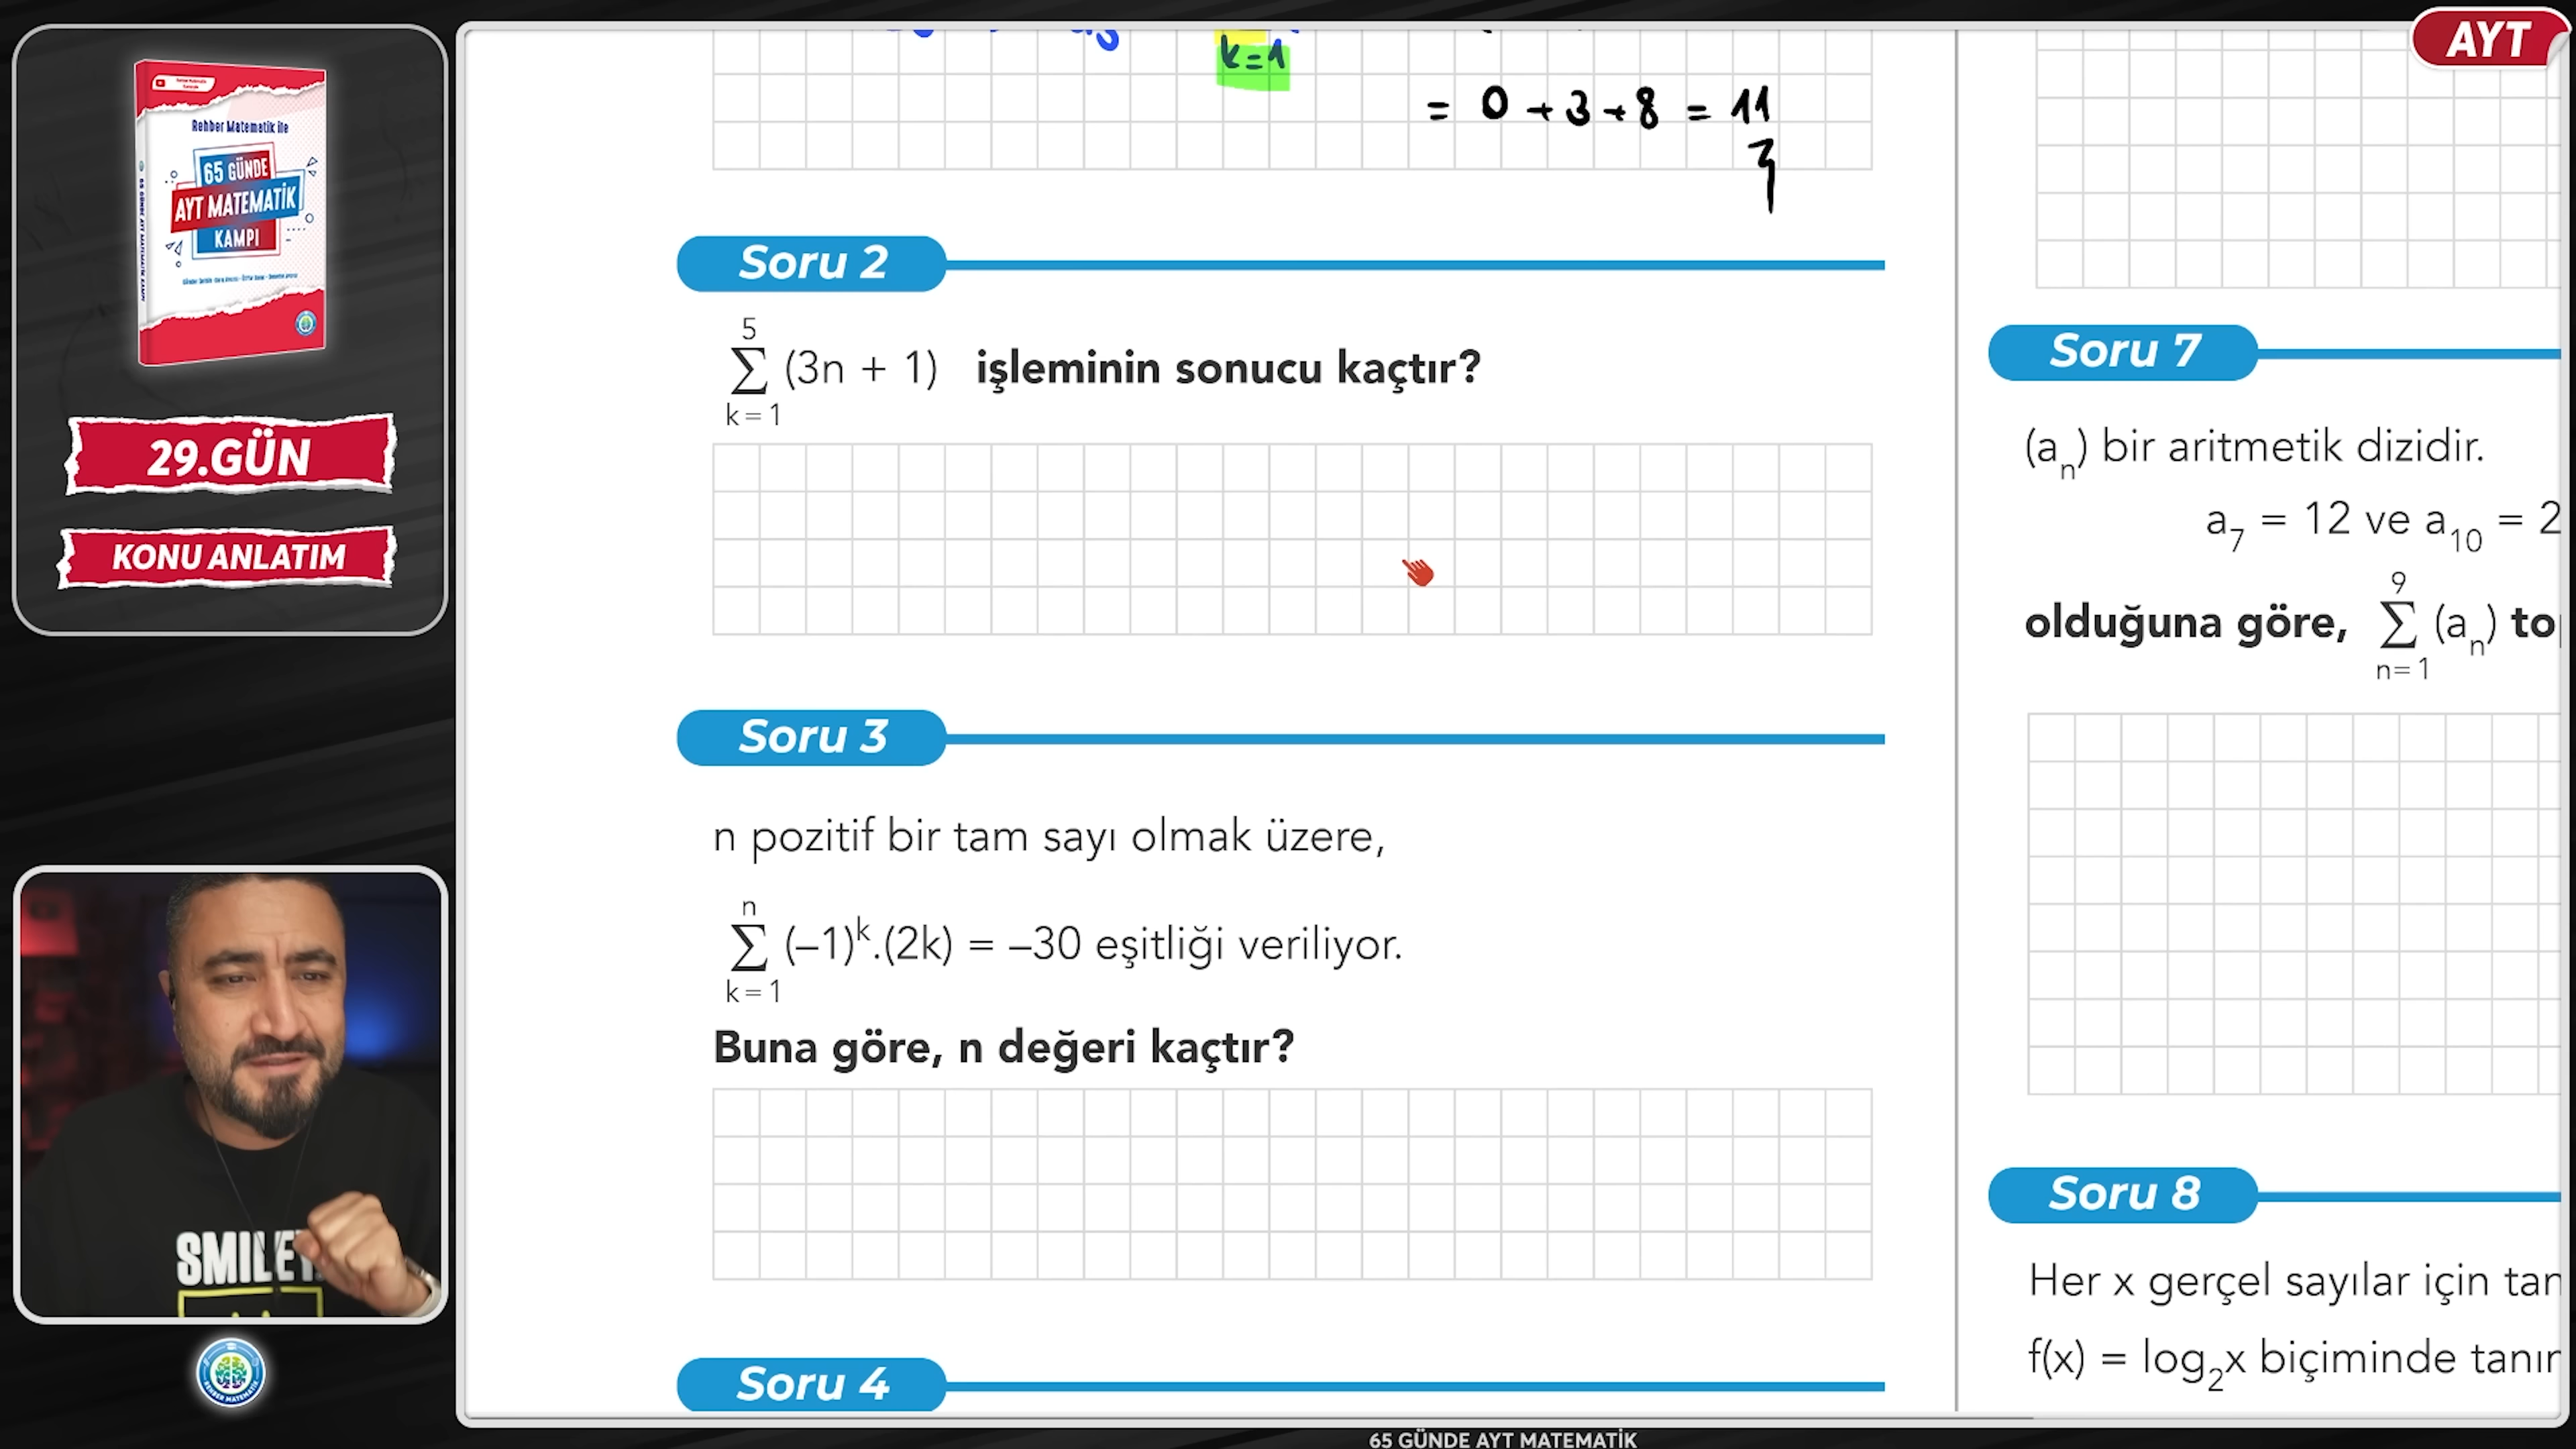 Rehber Matematik ile
65 GÜNDE
AYT MATEMATİK
KAMPI
29.GÜN
KONU ANLATIM
SMILEY
k=1
= 0 + 3 + 8 = 11
Soru 2
5
Σ (3n + 1) işleminin sonucu kaçtır?
k = 1
Soru 3
n pozitif bir tam sayı olmak üzere,
n
Σ (–1)^k.(2k) = –30 eşitliği veriliyor.
k = 1
Buna göre, n değeri kaçtır?
Soru 4
AYT
Soru 7
(a_n) bir aritmetik dizidir.
a_7 = 12 ve a_10 = 2
9
olduğuna göre, Σ (a_n) to
n= 1
Soru 8
Her x gerçel sayılar için tan
f(x) = log_2x biçiminde tanır
65 GÜNDE AYT MATEMATİK
REHBER MATEMATİK